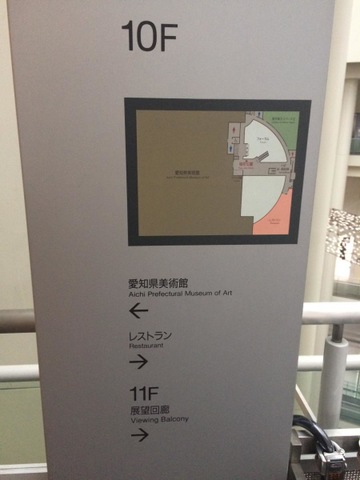 10F
愛知県美術館
Aichi Prefectural Museum of Art
←
レストラン
Restaurant
→
11F
展望回廊
Viewing Balcony
→